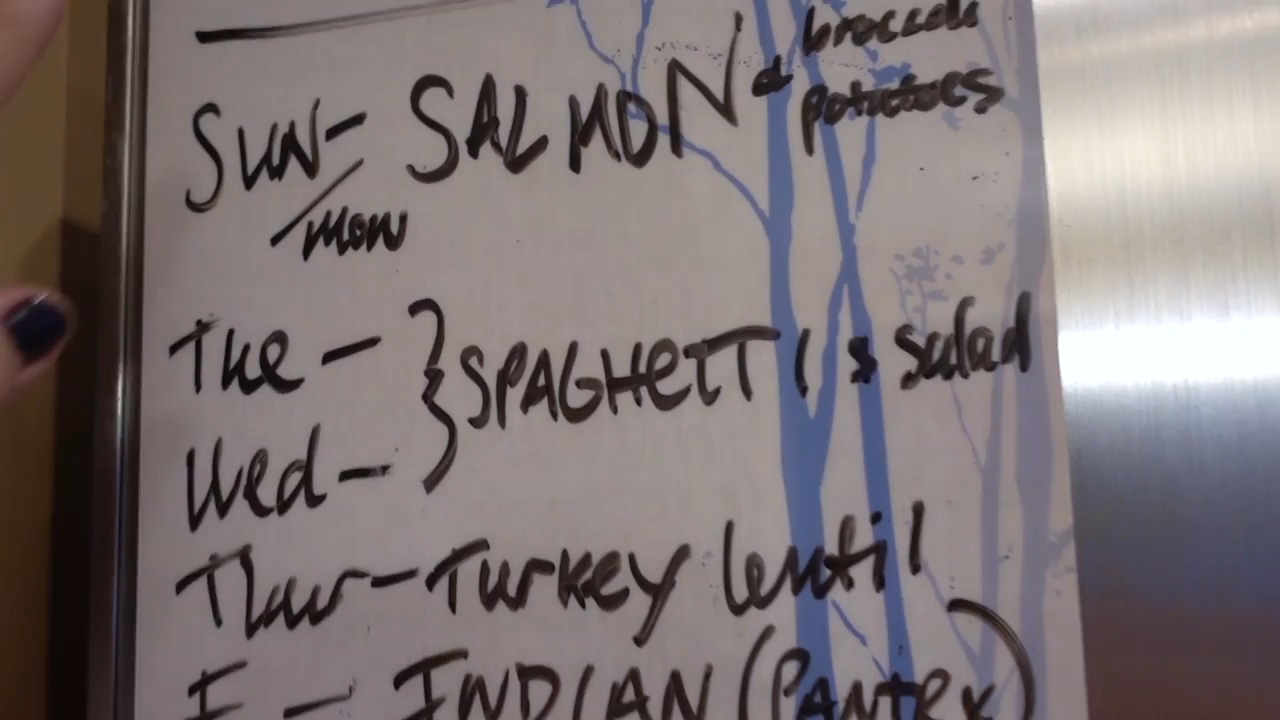 broccoli
SUN- SALMON & potatoes
/Mon
Tue -
} SPAGHETTI & salad
Wed -
Thur - Turkey lentil
F - INDIAN (Pantry)